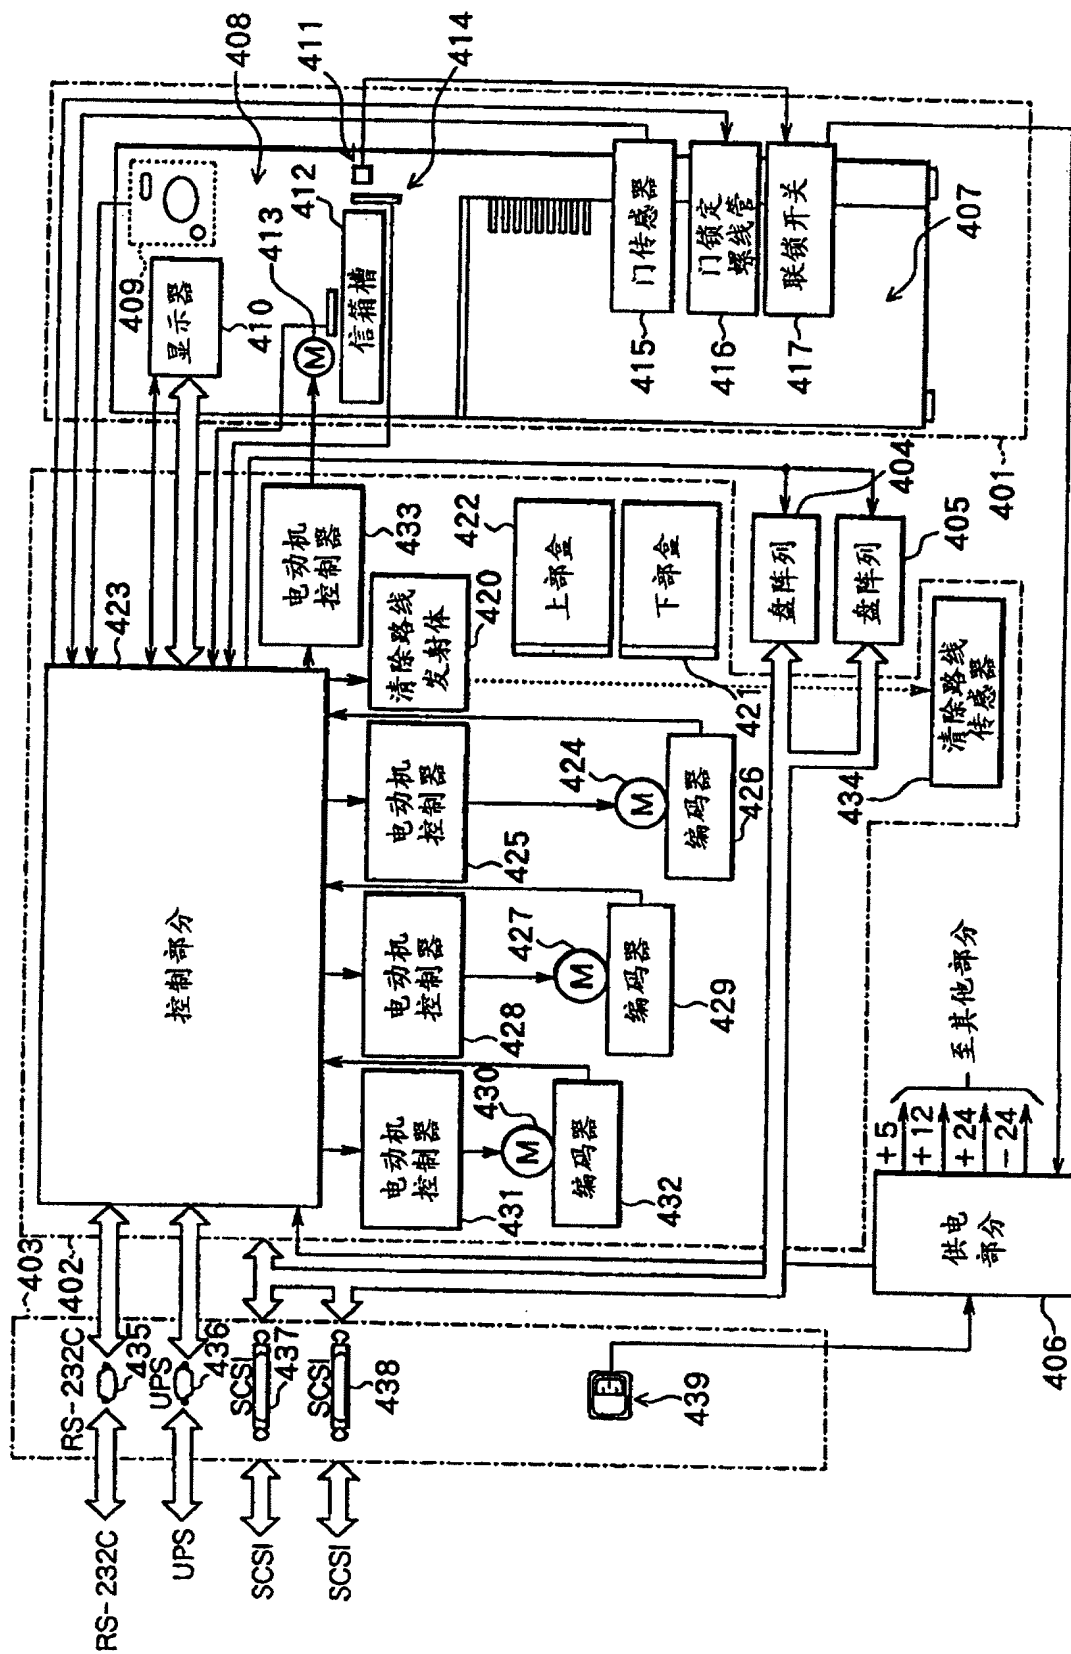 RS-232C
UPS
SCSI
SCSI
RS-232C
435
UPS
436
SCSI
437
SCSI
438
439
403
402
控制部分
423
电动机
控制器
431
M
430
编码器
432
电动机
控制器
428
M
427
编码器
429
电动机
控制器
425
M
424
编码器
426
清除路线
发射体
420
电动机
控制器
433
上部盒
422
下部盒
421
盘阵列
404
盘阵列
405
清除路线
传感器
434
供电
部分
406
+5
+12
+24
-24
至其他部分
401
409
显示器
410
M
413
信箱槽
412
411
408
414
门传感器
415
门锁定
螺线管
416
联锁开关
417
407